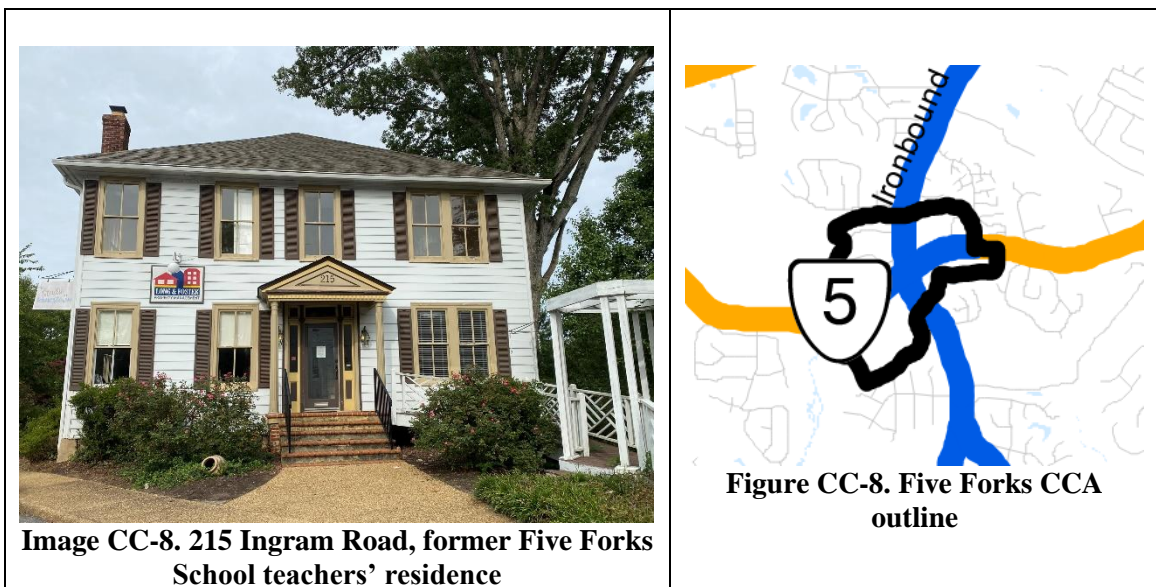 215
LONG & FOSTER
Image CC-8. 215 Ingram Road, former Five Forks
School teachers’ residence
Ironbound
5
Figure CC-8. Five Forks CCA
outline